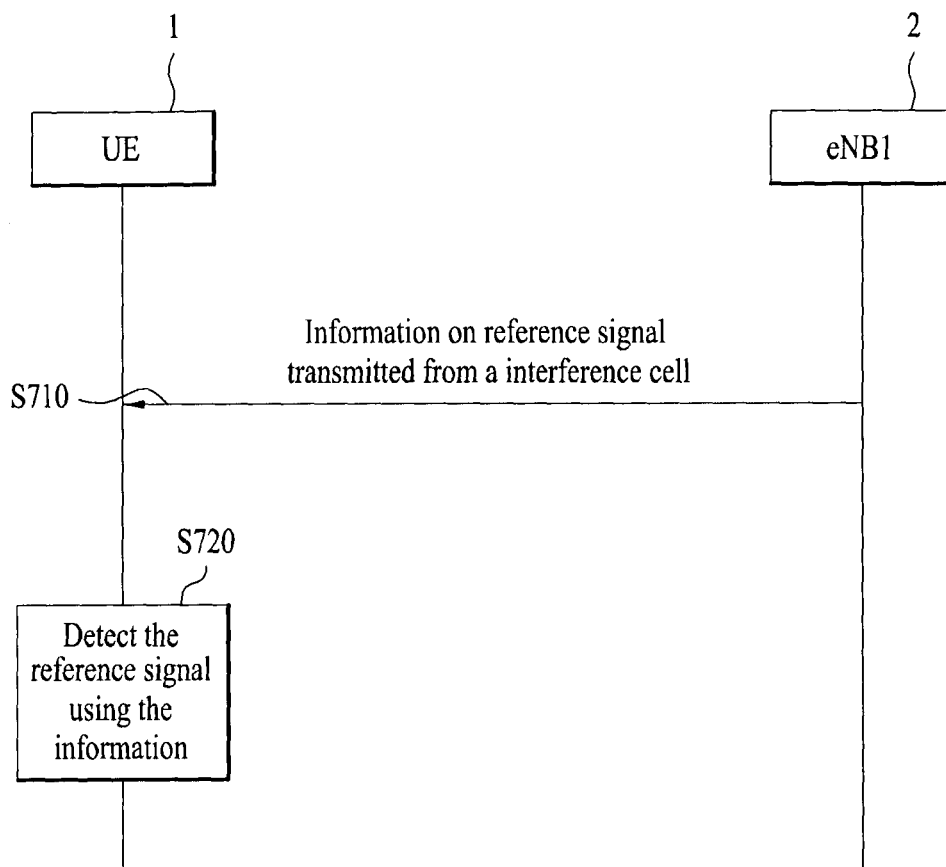 1
2
UE
eNB1
Information on reference signal
transmitted from a interference cell
S710
S720
Detect the
reference signal
using the
information